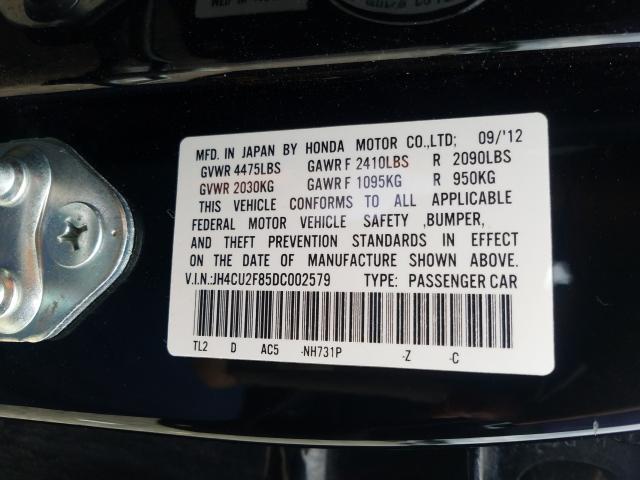 MFD. IN JAPAN BY HONDA MOTOR CO.,LTD; 09/'12
GVWR 4475LBS GAWR F 2410LBS R 2090LBS
GVWR 2030KG GAWR F 1095KG R 950KG
THIS VEHICLE CONFORMS TO ALL APPLICABLE
FEDERAL MOTOR VEHICLE SAFETY ,BUMPER,
AND THEFT PREVENTION STANDARDS IN EFFECT
ON THE DATE OF MANUFACTURE SHOWN ABOVE.
V.I.N.:JH4CU2F85DC002579 TYPE: PASSENGER CAR
TL2 D AC5 -NH731P -Z -C